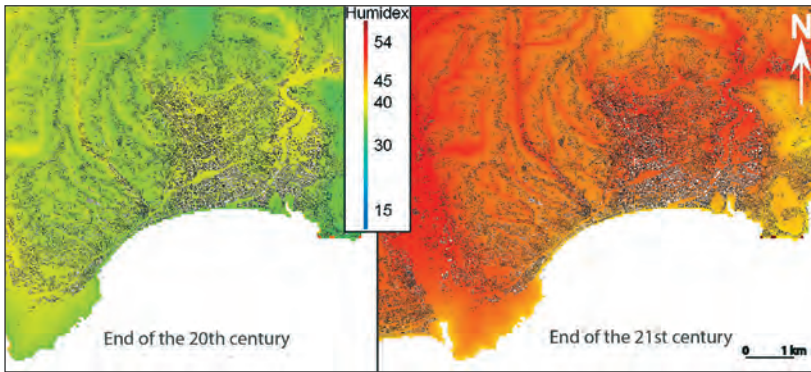 Humidex
54
45
40
30
15
N
End of the 20th century
End of the 21st century
0 1 km